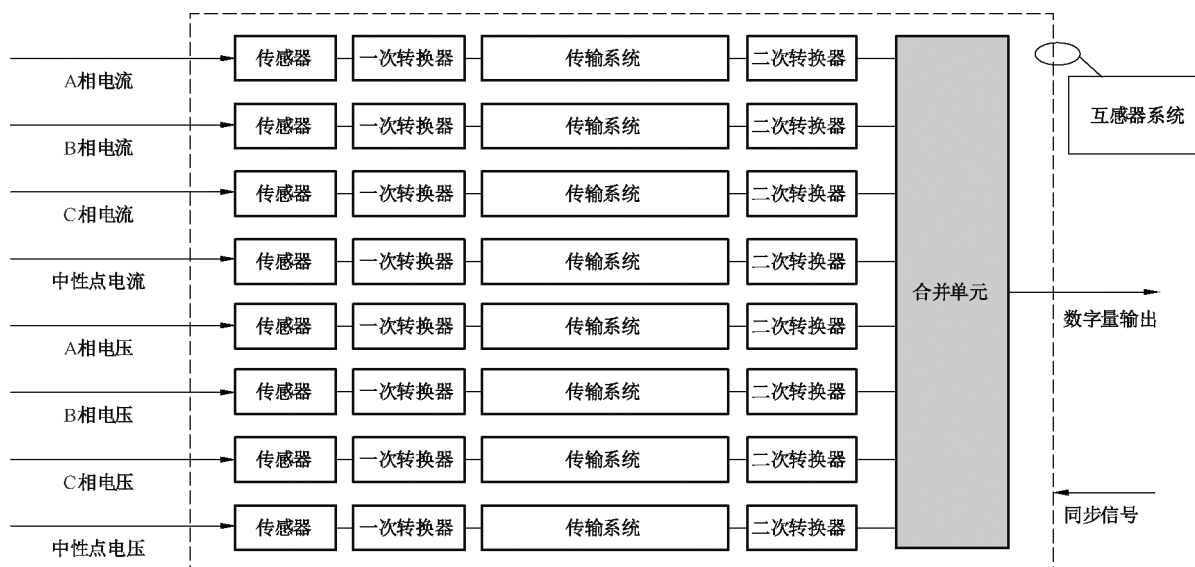 传感器 一次转换器 传输系统 二次转换器
A相电流
互感器系统
传感器 一次转换器 传输系统 二次转换器
B相电流
传感器 一次转换器 传输系统 二次转换器
C相电流
传感器 一次转换器 传输系统 二次转换器
中性点电流
合并单元
数字量输出
传感器 一次转换器 传输系统 二次转换器
A相电压
传感器 一次转换器 传输系统 二次转换器
B相电压
传感器 一次转换器 传输系统 二次转换器
C相电压
同步信号
传感器 一次转换器 传输系统 二次转换器
中性点电压